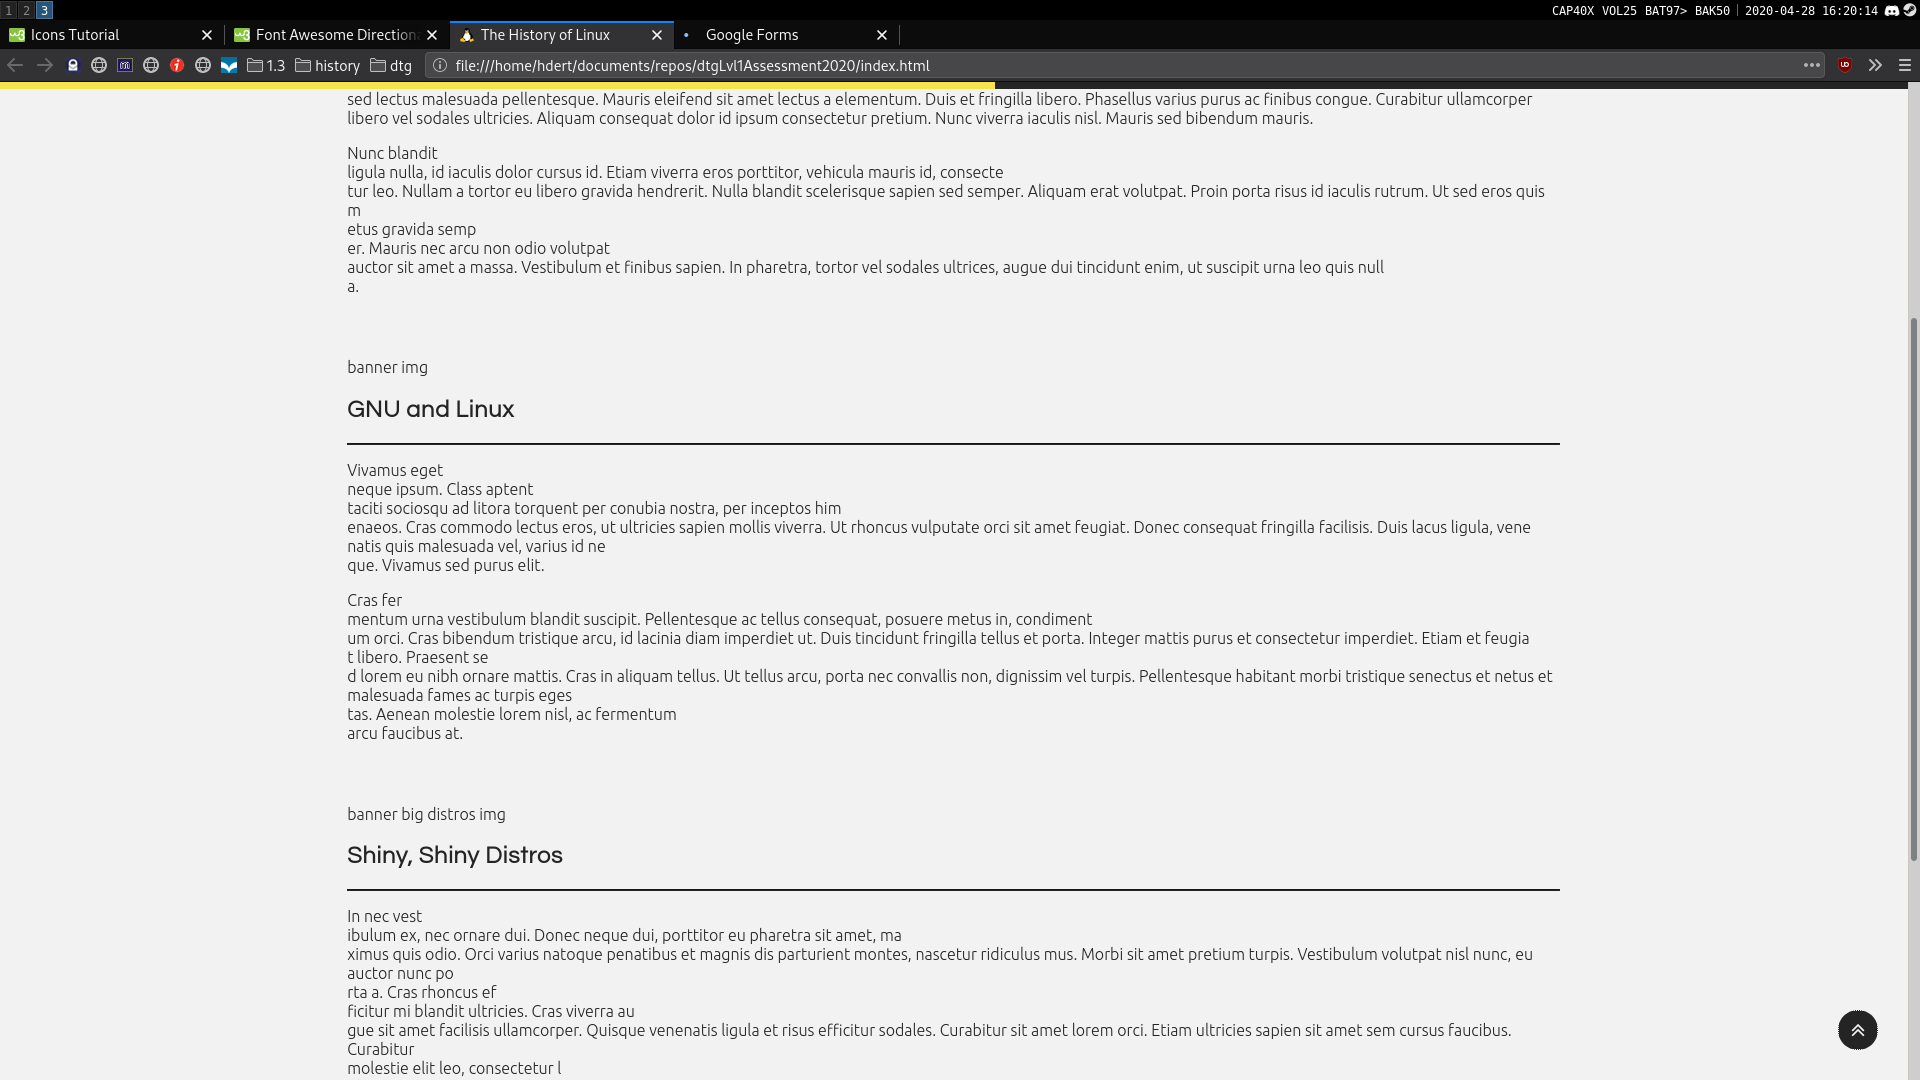 1 2 3
CAP40X VOL25 BAT97> BAK50 2020-04-28 16:20:14
Icons Tutorial
Font Awesome Direction
The History of Linux
Google Forms
1.3
history
dtg
file:///home/hdert/documents/repos/dtgLvl1Assessment2020/index.html
sed lectus malesuada pellentesque. Mauris eleifend sit amet lectus a elementum. Duis et fringilla libero. Phasellus varius purus ac finibus congue. Curabitur ullamcorper
libero vel sodales ultricies. Aliquam consequat dolor id ipsum consectetur pretium. Nunc viverra iaculis nisl. Mauris sed bibendum mauris.
Nunc blandit
ligula nulla, id iaculis dolor cursus id. Etiam viverra eros porttitor, vehicula mauris id, consecte
tur leo. Nullam a tortor eu libero gravida hendrerit. Nulla blandit scelerisque sapien sed semper. Aliquam erat volutpat. Proin porta risus id iaculis rutrum. Ut sed eros quis
m
etus gravida semp
er. Mauris nec arcu non odio volutpat
auctor sit amet a massa. Vestibulum et finibus sapien. In pharetra, tortor vel sodales ultrices, augue dui tincidunt enim, ut suscipit urna leo quis null
a.
banner img
GNU and Linux
Vivamus eget
neque ipsum. Class aptent
taciti sociosqu ad litora torquent per conubia nostra, per inceptos him
enaeos. Cras commodo lectus eros, ut ultricies sapien mollis viverra. Ut rhoncus vulputate orci sit amet feugiat. Donec consequat fringilla facilisis. Duis lacus ligula, vene
natis quis malesuada vel, varius id ne
que. Vivamus sed purus elit.
Cras fer
mentum urna vestibulum blandit suscipit. Pellentesque ac tellus consequat, posuere metus in, condiment
um orci. Cras bibendum tristique arcu, id lacinia diam imperdiet ut. Duis tincidunt fringilla tellus et porta. Integer mattis purus et consectetur imperdiet. Etiam et feugia
t libero. Praesent se
d lorem eu nibh ornare mattis. Cras in aliquam tellus. Ut tellus arcu, porta nec convallis non, dignissim vel turpis. Pellentesque habitant morbi tristique senectus et netus et
malesuada fames ac turpis eges
tas. Aenean molestie lorem nisl, ac fermentum
arcu faucibus at.
banner big distros img
Shiny, Shiny Distros
In nec vest
ibulum ex, nec ornare dui. Donec neque dui, porttitor eu pharetra sit amet, ma
ximus quis odio. Orci varius natoque penatibus et magnis dis parturient montes, nascetur ridiculus mus. Morbi sit amet pretium turpis. Vestibulum volutpat nisl nunc, eu
auctor nunc po
rta a. Cras rhoncus ef
ficitur mi blandit ultricies. Cras viverra au
gue sit amet facilisis ullamcorper. Quisque venenatis ligula et risus efficitur sodales. Curabitur sit amet lorem orci. Etiam ultricies sapien sit amet sem cursus faucibus.
Curabitur
molestie elit leo, consectetur l